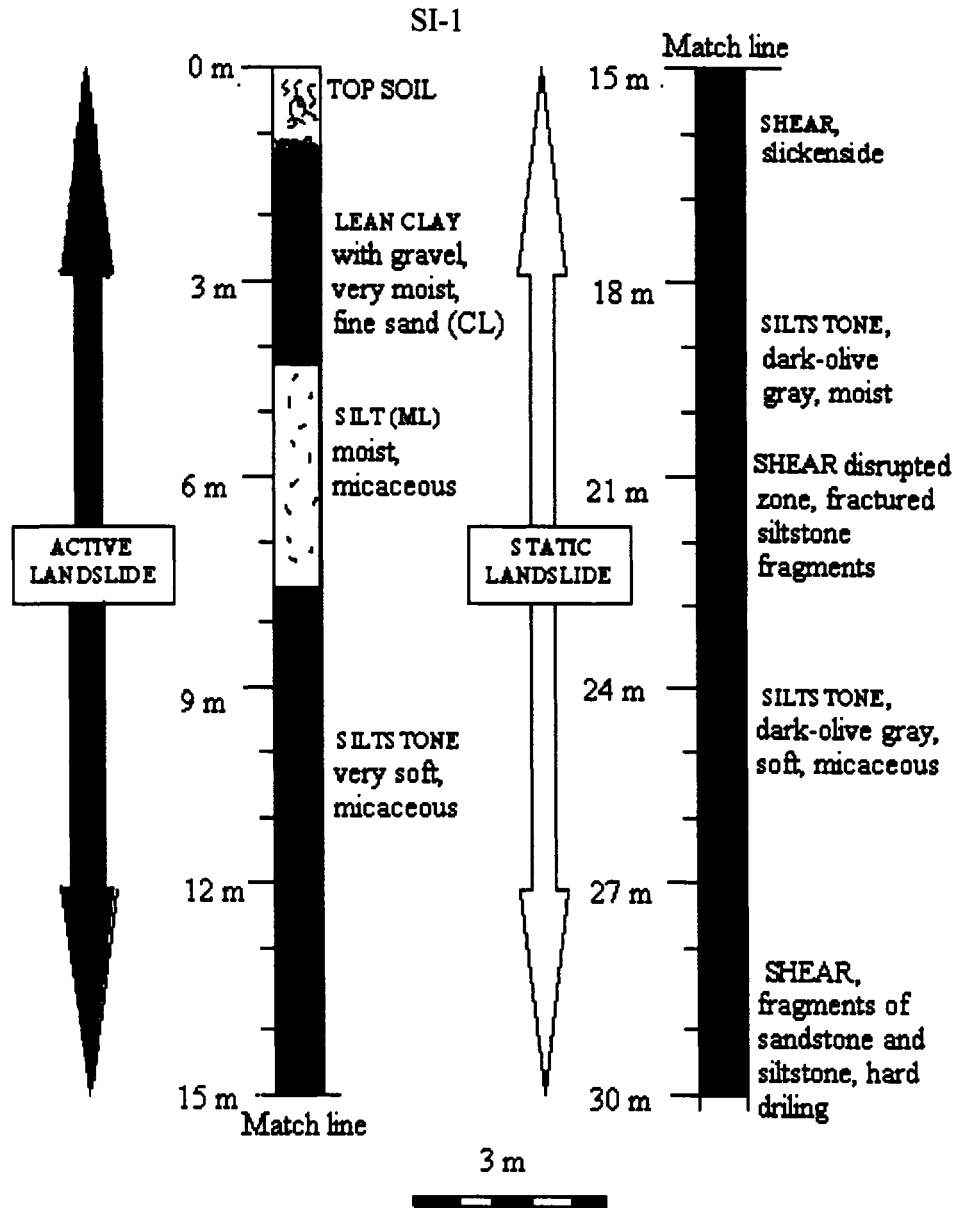 SI-1
0 m
TOP SOIL
LEAN CLAY
with gravel,
very moist,
fine sand (CL)
3 m
SILT (ML)
moist,
micaceous
6 m
ACTIVE
LANDSLIDE
9 m
SILTSTONE
very soft,
micaceous
12 m
15 m
Match line
Match line
15 m
SHEAR,
slickenside
18 m
SILTSTONE,
dark-olive
gray, moist
SHEAR disrupted
zone, fractured
siltstone
fragments
21 m
STATIC
LANDSLIDE
24 m
SILTSTONE,
dark-olive gray,
soft, micaceous
27 m
SHEAR,
fragments of
sandstone and
siltstone, hard
driling
30 m
3 m